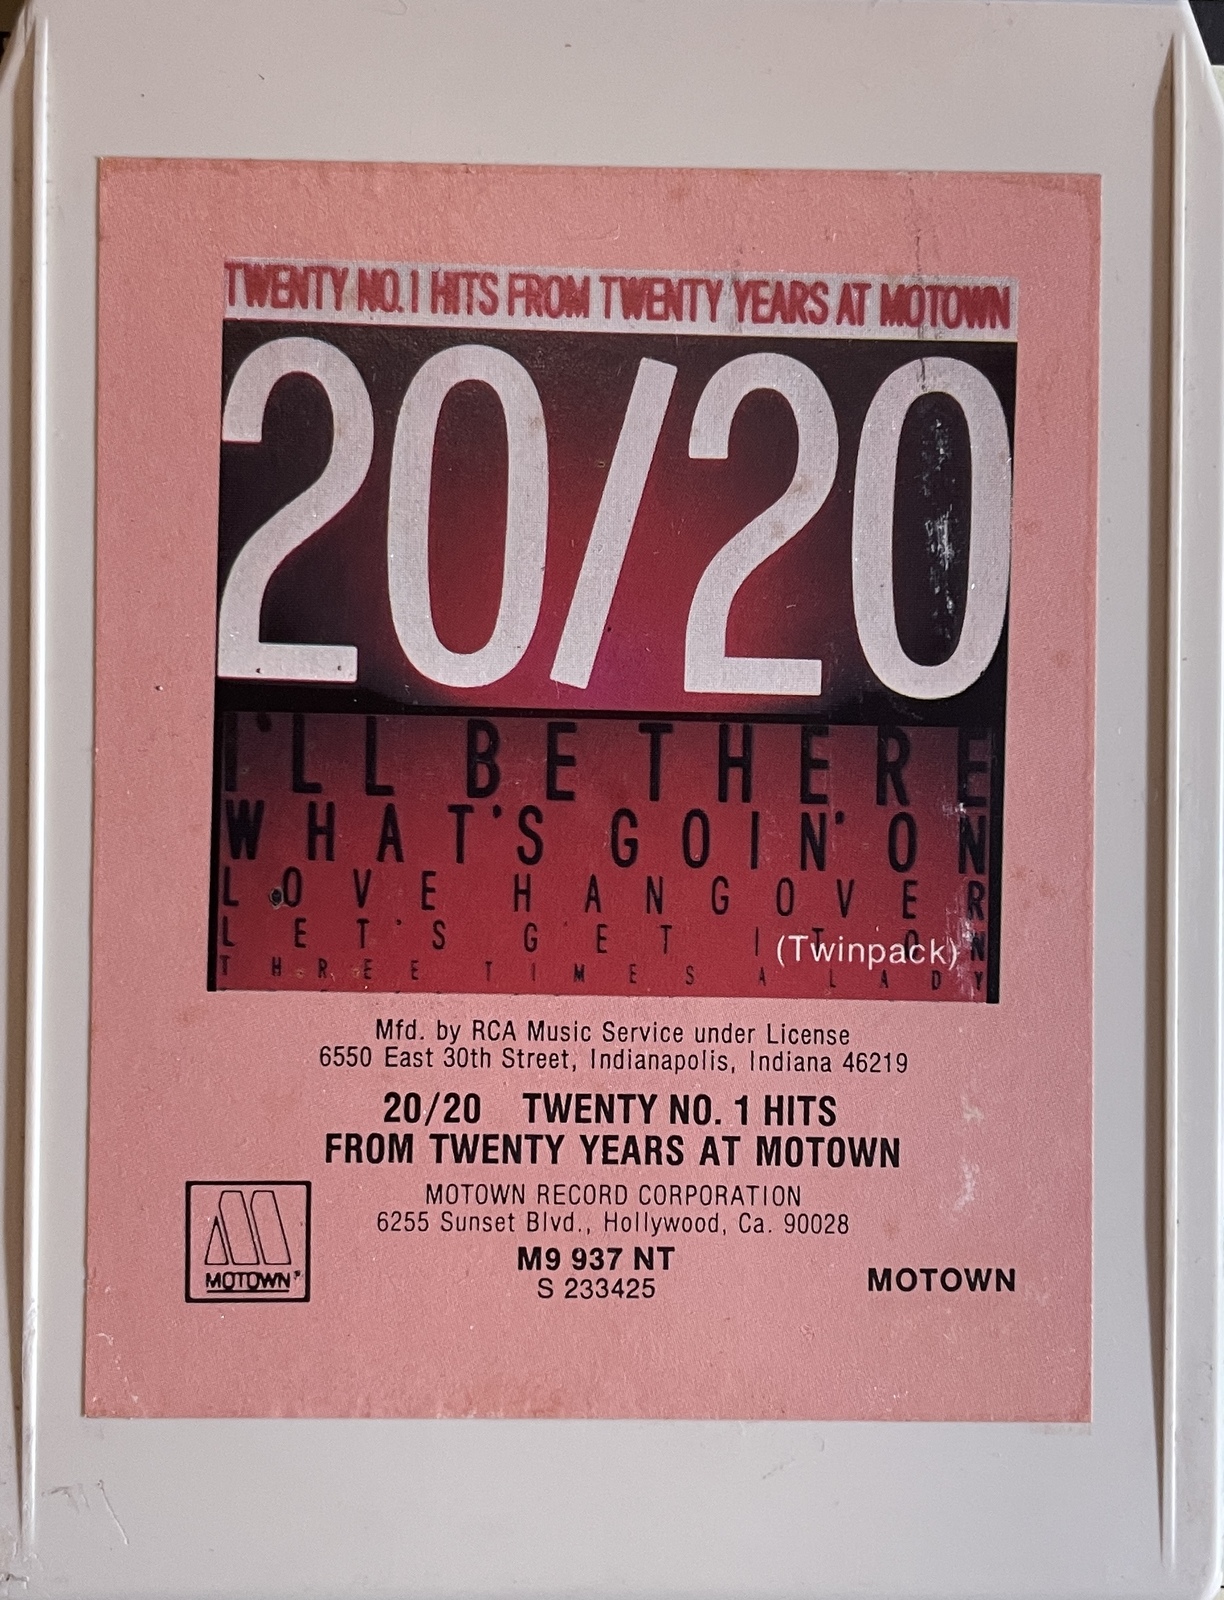 TWENTY NO.1 HITS FROM TWENTY YEARS AT MOTOWN
20/20
I'LL BE THERE
WHAT'S GOIN' ON
LOVE HANGOVER
LET'S GET IT ON
(Twinpack)
THREE TIMES A LADY
Mfd. by RCA Music Service under License
6550 East 30th Street, Indianapolis, Indiana 46219
20/20 TWENTY NO. 1 HITS
FROM TWENTY YEARS AT MOTOWN
MOTOWN RECORD CORPORATION
6255 Sunset Blvd., Hollywood, Ca. 90028
M9 937 NT
S 233425
MOTOWN
MOTOWN